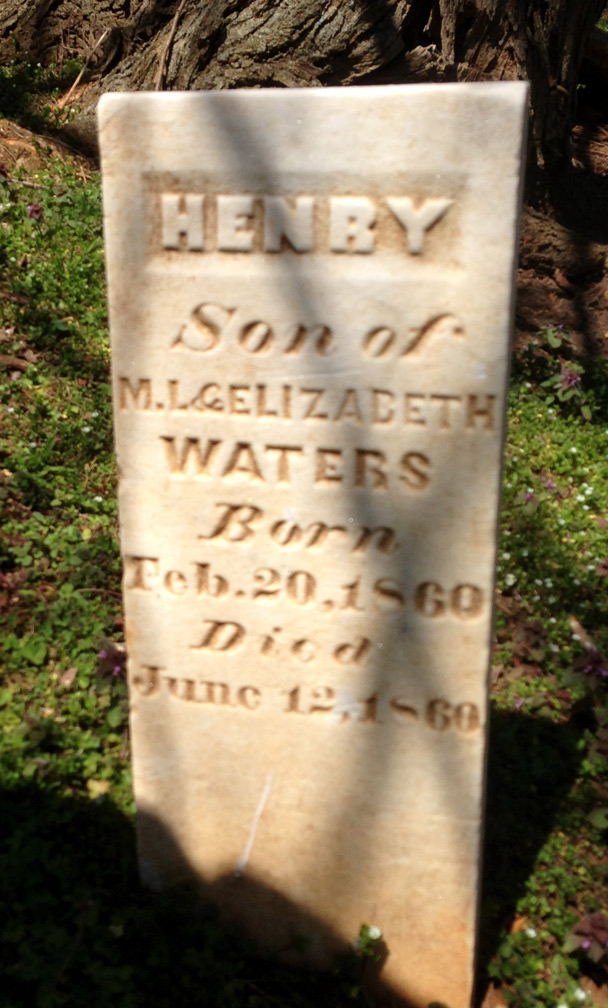 HENRY
Son of
M.L.&ELIZABETH
WATERS
Born
Feb.20,1860
Died
June 12,1860